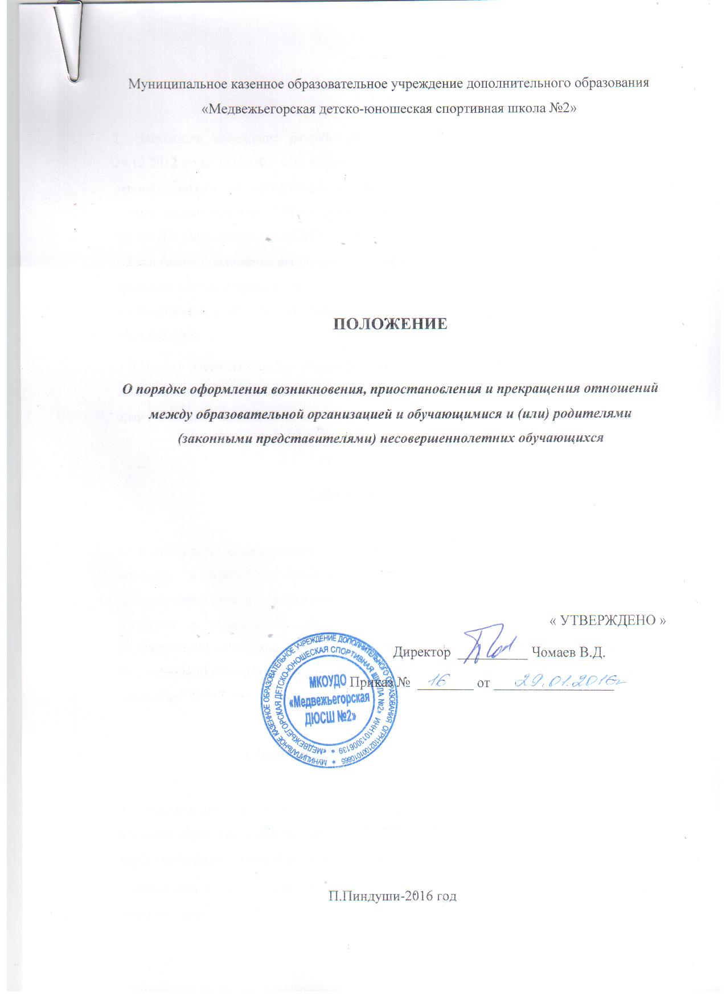 Муниципальное казенное образовательное учреждение дополнительного образования
«Медвежьегорская детско-юношеская спортивная школа №2»
ПОЛОЖЕНИЕ
О порядке оформления возникновения, приостановления и прекращения отношений
между образовательной организацией и обучающимися и (или) родителями
(законными представителями) несовершеннолетних обучающихся
« УТВЕРЖДЕНО »
Директор _________ Чомаев В.Д.
Приказ № 16 от 29.01.2016г
МУНИЦИПАЛЬНОЕ КАЗЕННОЕ ОБРАЗОВАТЕЛЬНОЕ УЧРЕЖДЕНИЕ ДОПОЛНИТЕЛЬНОГО ОБРАЗОВАНИЯ ОГРН1021001010865 *
«МЕДВЕЖЬЕГОРСКАЯ ДЕТСКО-ЮНОШЕСКАЯ СПОРТИВНАЯ ШКОЛА №2» ИНН1013006139 *
МКОУДО
«Медвежьегорская
ДЮСШ №2»
П.Пиндуши-2016 год